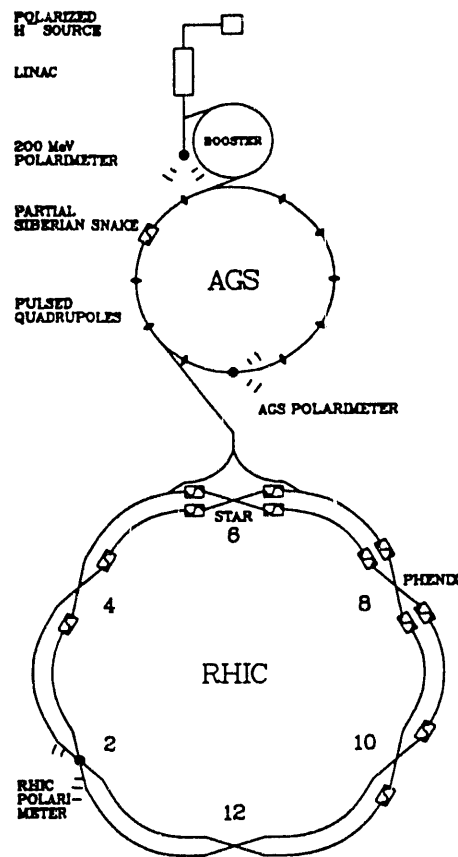 POLARIZED
H⁻ SOURCE
LINAC
BOOSTER
200 MeV
POLARIMETER
PARTIAL
SIBERIAN SNAKE
AGS
PULSED
QUADRUPOLES
AGS POLARIMETER
STAR
6
PHENIX
4
8
RHIC
2
10
RHIC
POLARI-
METER
12